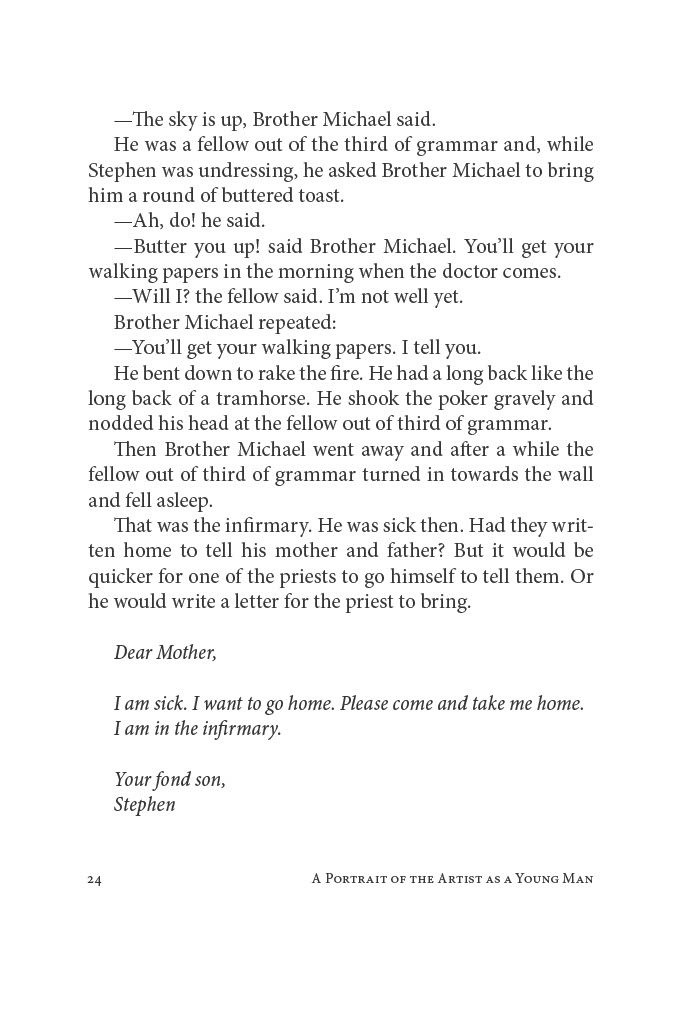 —The sky is up, Brother Michael said.
He was a fellow out of the third of grammar and, while
Stephen was undressing, he asked Brother Michael to bring
him a round of buttered toast.
—Ah, do! he said.
—Butter you up! said Brother Michael. You’ll get your
walking papers in the morning when the doctor comes.
—Will I? the fellow said. I’m not well yet.
Brother Michael repeated:
—You’ll get your walking papers. I tell you.
He bent down to rake the fire. He had a long back like the
long back of a tramhorse. He shook the poker gravely and
nodded his head at the fellow out of third of grammar.
Then Brother Michael went away and after a while the
fellow out of third of grammar turned in towards the wall
and fell asleep.
That was the infirmary. He was sick then. Had they writ-
ten home to tell his mother and father? But it would be
quicker for one of the priests to go himself to tell them. Or
he would write a letter for the priest to bring.
Dear Mother,
I am sick. I want to go home. Please come and take me home.
I am in the infirmary.
Your fond son,
Stephen
24 A Portrait of the Artist as a Young Man